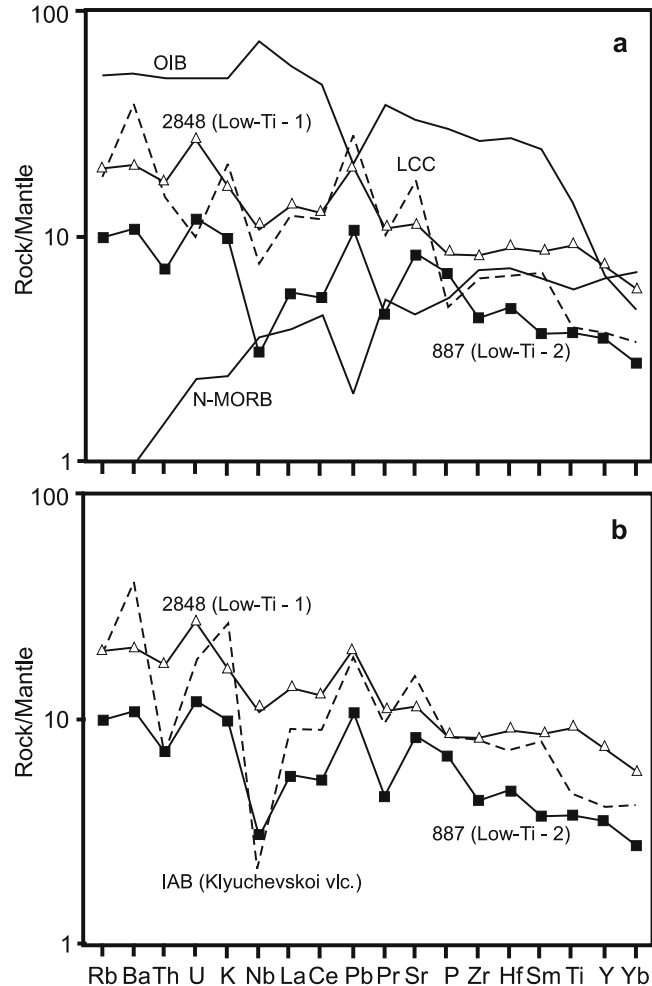 100
a
OIB
2848 (Low-Ti - 1)
LCC
10
Rock/Mantle
887 (Low-Ti - 2)
N-MORB
1
100
b
2848 (Low-Ti - 1)
10
Rock/Mantle
887 (Low-Ti - 2)
IAB (Klyuchevskoi vlc.)
1
Rb Ba Th U K Nb La Ce Pb Pr Sr P Zr Hf Sm Ti Y Yb